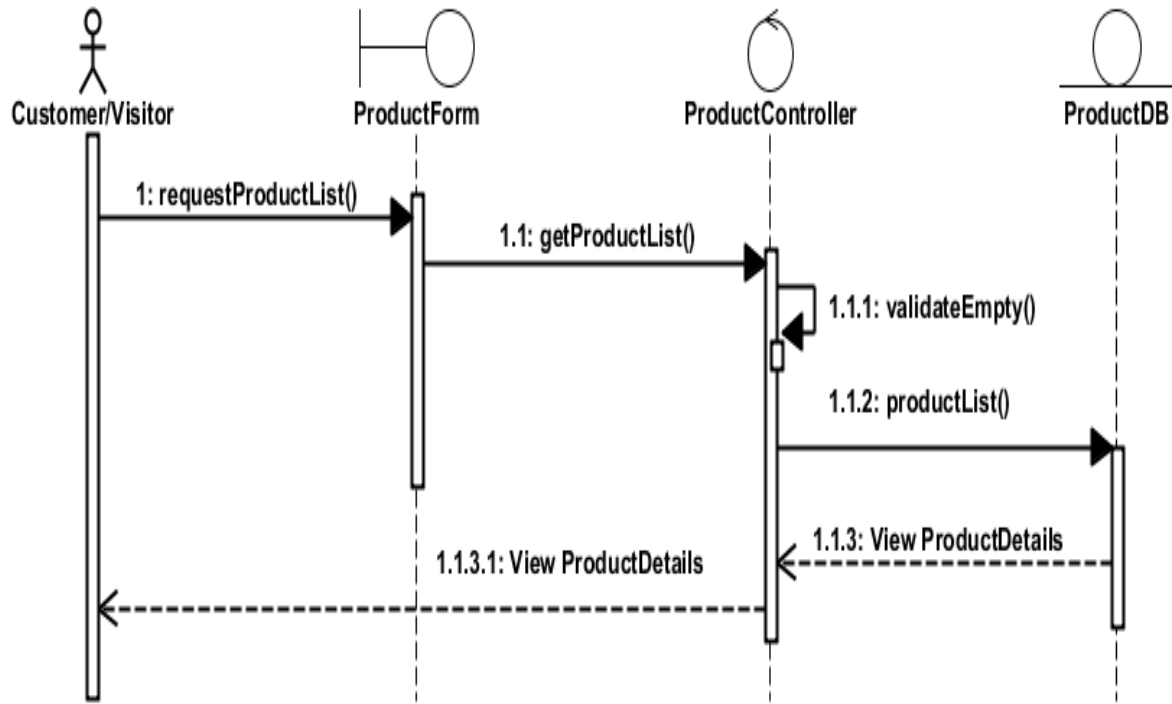 Customer/Visitor
ProductForm
ProductController
ProductDB
1: requestProductList()
1.1: getProductList()
1.1.1: validateEmpty()
1.1.2: productList()
1.1.3: View ProductDetails
1.1.3.1: View ProductDetails